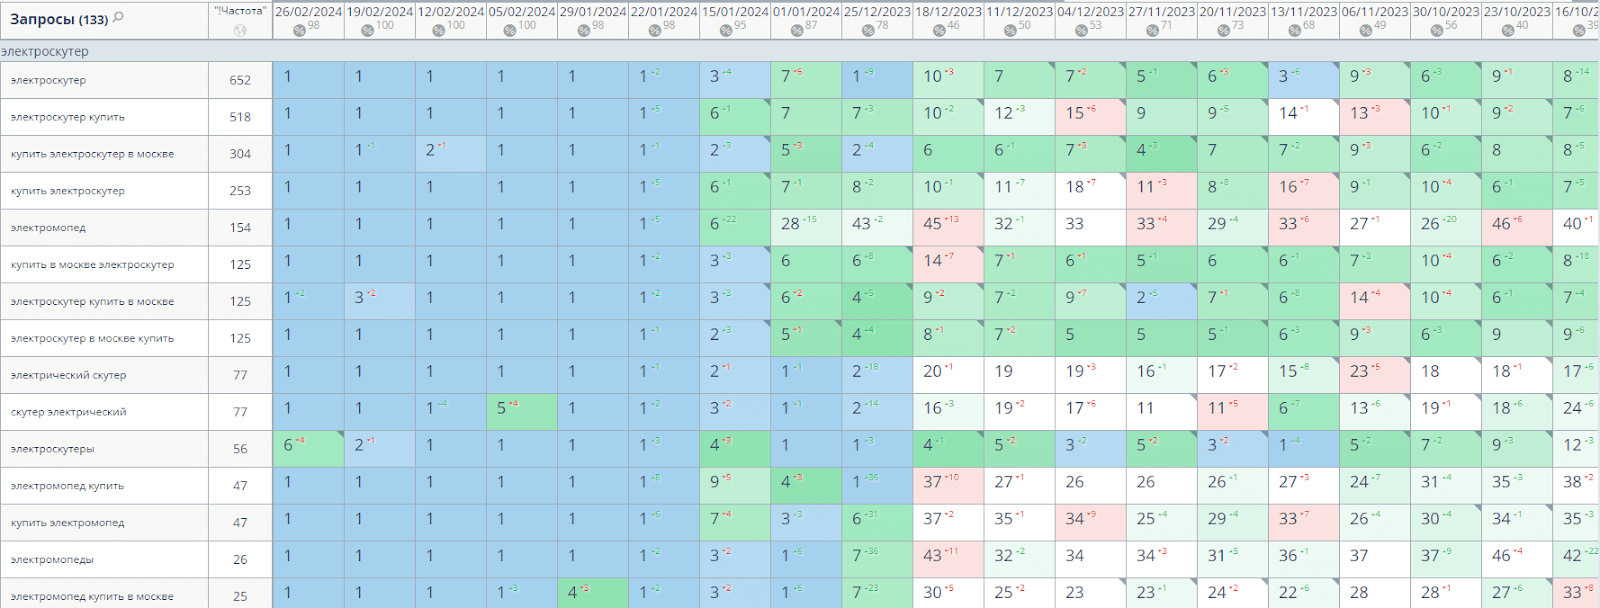 Запросы (133) "!Частота" 26/02/2024 19/02/2024 12/02/2024 05/02/2024 29/01/2024 22/01/2024 15/01/2024 01/01/2024 25/12/2023 18/12/2023 11/12/2023 04/12/2023 27/11/2023 20/11/2023 13/11/2023 06/11/2023 30/10/2023 23/10/2023 16/10/2
% 98 % 100 % 100 % 100 % 98 % 98 % 95 % 87 % 78 % 46 % 50 % 53 % 71 % 73 % 68 % 49 % 56 % 40 % 39
электроскутер
электроскутер 652 1 1 1 1 1 1 +2 3 +4 7 -6 1 +9 10 -3 7 7 -2 5 +1 6 -3 3 +6 9 -3 6 +3 9 -1 8 +14
электроскутер купить 518 1 1 1 1 1 1 +5 6 +1 7 7 +3 10 +2 12 +3 15 -6 9 9 +5 14 -1 13 -3 10 +1 9 +2 7 +6
купить электроскутер в москве 304 1 1 +1 2 -1 1 1 1 +1 2 +3 5 -3 2 +4 6 6 +1 7 -3 4 +3 7 7 +2 9 -3 6 +2 8 8 +5
купить электроскутер 253 1 1 1 1 1 1 +5 6 +1 7 +1 8 +2 10 +1 11 +7 18 -7 11 -3 8 +8 16 -7 9 +1 10 -4 6 +1 7 +5
электромопед 154 1 1 1 1 1 1 +5 6 +22 28 +15 43 +2 45 -13 32 +1 33 33 -4 29 +4 33 -6 27 -1 26 +20 46 -6 40 -1
купить в москве электроскутер 125 1 1 1 1 1 1 +2 3 +3 6 6 +8 14 -7 7 -1 6 -1 5 +1 6 6 +1 7 +3 10 -4 6 +2 8 +18
электроскутер купить в москве 125 1 +2 3 -2 1 1 1 1 +2 3 +3 6 -2 4 +5 9 -2 7 +2 9 -7 2 +5 7 -1 6 +8 14 -4 10 -4 6 +1 7 +4
электроскутер в москве купить 125 1 1 1 1 1 1 +1 2 +3 5 -1 4 +4 8 -1 7 -2 5 5 5 +1 6 +3 9 -3 6 +3 9 9 +6
электрический скутер 77 1 1 1 1 1 1 +1 2 -1 1 +1 2 +18 20 -1 19 19 -3 16 +1 17 -2 15 +8 23 -5 18 18 -1 17 +6
скутер электрический 77 1 1 1 +4 5 -4 1 1 +2 3 -2 1 +1 2 +14 16 +3 19 -2 17 -6 11 11 -5 6 +7 13 +6 19 -1 18 +6 24 +6
электроскутеры 56 6 -4 2 -1 1 1 1 1 +3 4 -3 1 1 +3 4 +1 5 -2 3 +2 5 -2 3 -2 1 +4 5 +2 7 +2 9 +3 12 +3
электромопед купить 47 1 1 1 1 1 1 +8 9 -5 4 -3 1 +36 37 -10 27 -1 26 26 26 +1 27 -3 24 +7 31 +4 35 +3 38 -2
купить электромопед 47 1 1 1 1 1 1 +6 7 -4 3 +3 6 +31 37 -2 35 -1 34 -9 25 +4 29 +4 33 -7 26 +4 30 +4 34 +1 35 +3
электромопеды 26 1 1 1 1 1 1 +2 3 -2 1 +6 7 +36 43 -11 32 +2 34 34 -3 31 +5 36 +1 37 37 +9 46 -4 42 +22
электромопед купить в москве 25 1 1 1 1 +3 4 -3 1 +2 3 -2 1 +6 7 +23 30 -5 25 -2 23 23 +1 24 -2 22 +6 28 28 -1 27 +6 33 -8